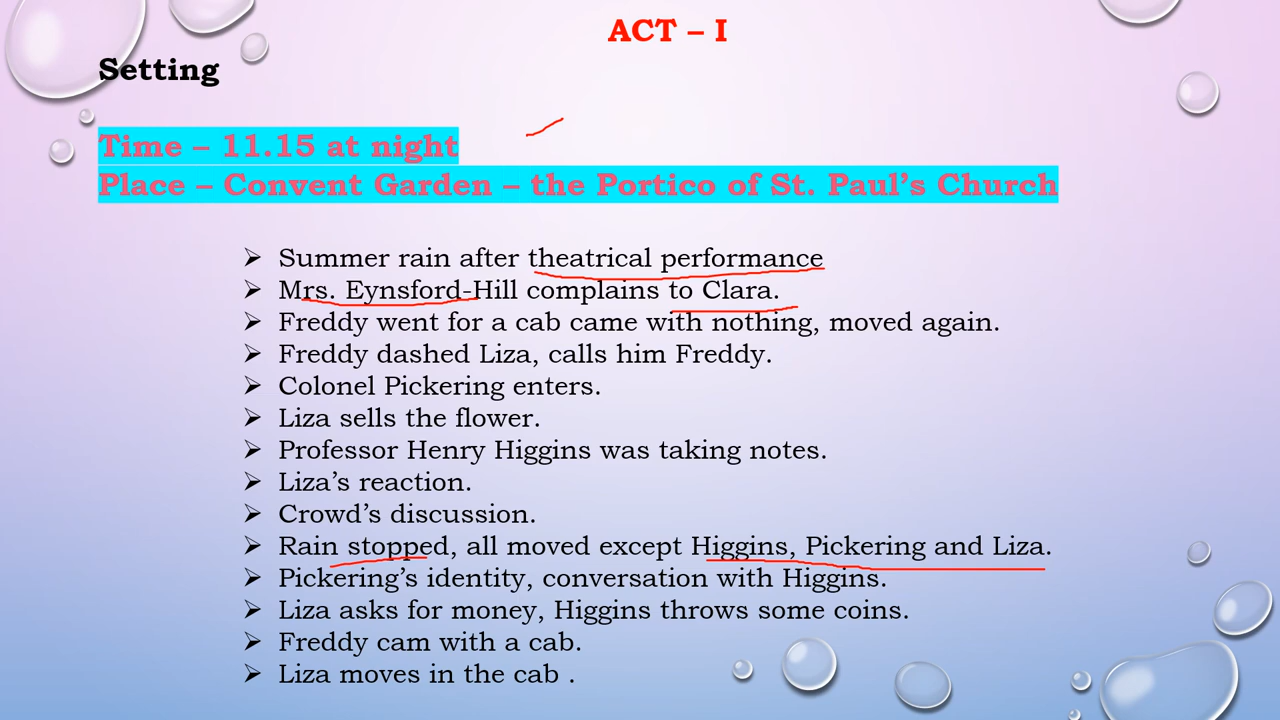 ACT – I
Setting
Time – 11.15 at night
Place – Convent Garden – the Portico of St. Paul’s Church
➢ Summer rain after theatrical performance
➢ Mrs. Eynsford-Hill complains to Clara.
➢ Freddy went for a cab came with nothing, moved again.
➢ Freddy dashed Liza, calls him Freddy.
➢ Colonel Pickering enters.
➢ Liza sells the flower.
➢ Professor Henry Higgins was taking notes.
➢ Liza’s reaction.
➢ Crowd’s discussion.
➢ Rain stopped, all moved except Higgins, Pickering and Liza.
➢ Pickering’s identity, conversation with Higgins.
➢ Liza asks for money, Higgins throws some coins.
➢ Freddy cam with a cab.
➢ Liza moves in the cab .